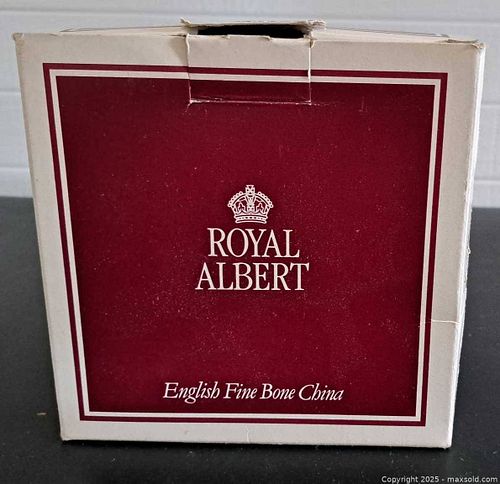 ROYAL
ALBERT
English Fine Bone China
Copyright 2025 - maxsold.com